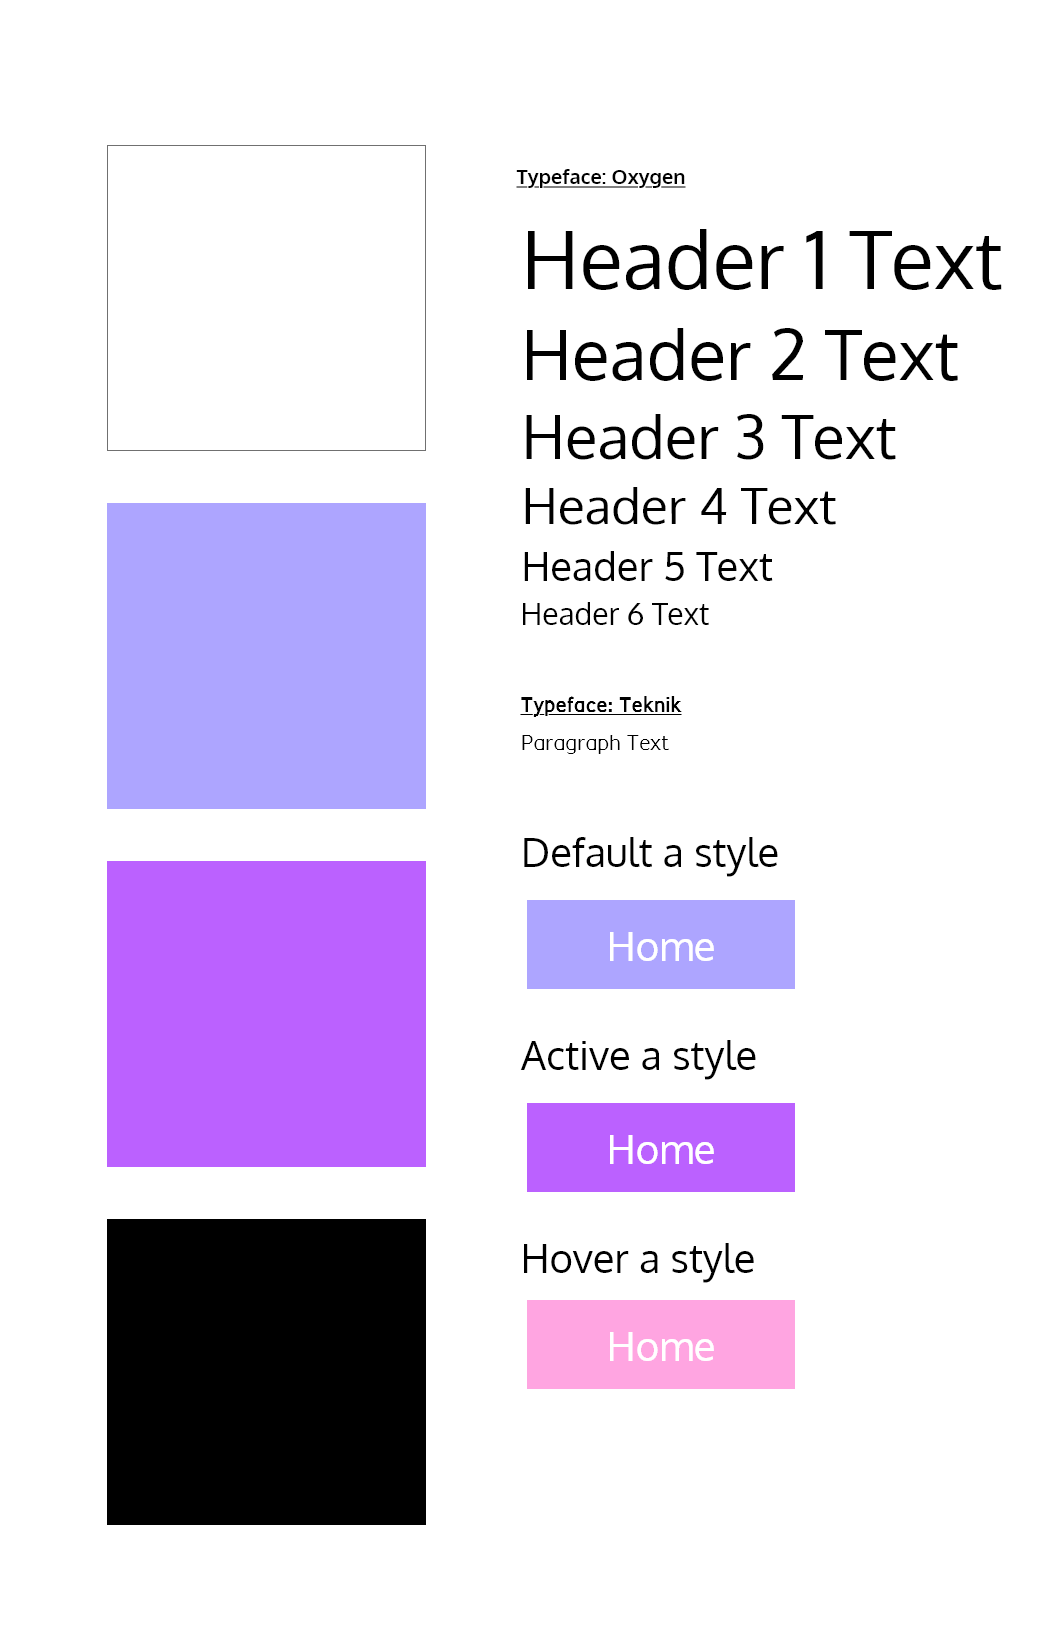 Typeface: Oxygen
Header 1 Text
Header 2 Text
Header 3 Text
Header 4 Text
Header 5 Text
Header 6 Text
Typeface: Teknik
Paragraph Text
Default a style
Home
Active a style
Home
Hover a style
Home